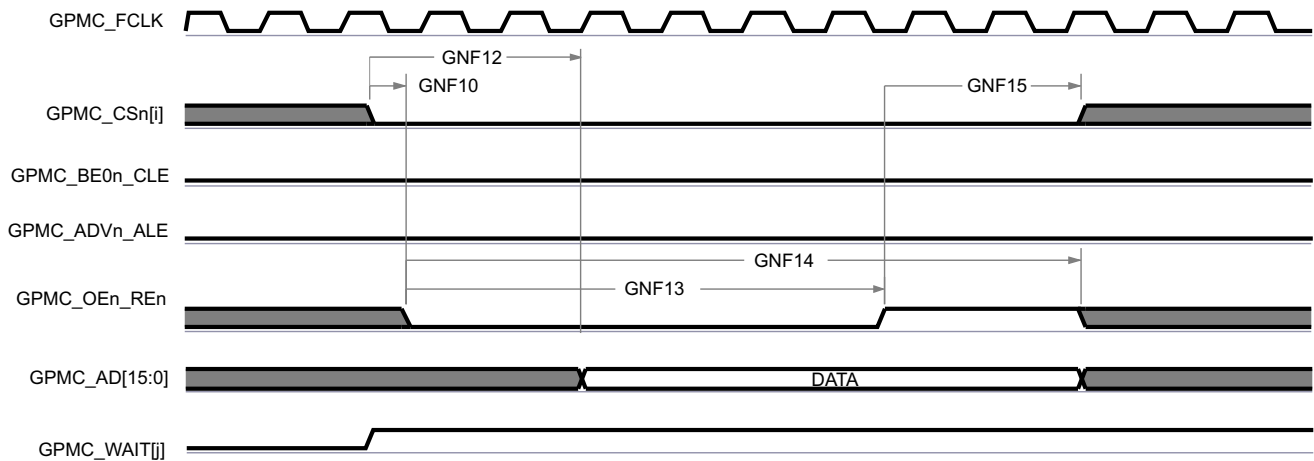 GPMC_FCLK
GNF12
GNF10
GNF15
GPMC_CSn[i]
GPMC_BE0n_CLE
GPMC_ADVn_ALE
GNF14
GNF13
GPMC_OEn_REn
GPMC_AD[15:0]
DATA
GPMC_WAIT[j]